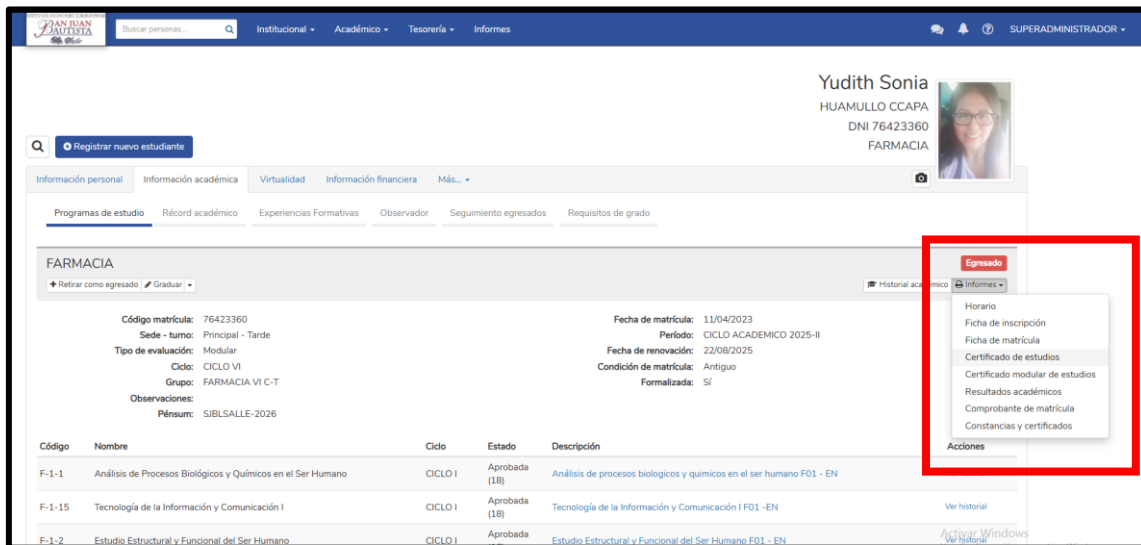 SAN JUAN
BAUTISTA
La Salle
Buscar personas...
Institucional
Académico
Tesorería
Informes
SUPERADMINISTRADOR
Yudith Sonia
HUAMULLO CCAPA
DNI 76423360
FARMACIA
Registrar nuevo estudiante
Información personal
Información académica
Virtualidad
Información financiera
Más...
Programas de estudio
Récord académico
Experiencias Formativas
Observador
Seguimiento egresados
Requisitos de grado
FARMACIA
Egresado
Retirar como egresado
Graduar
Historial académico
Informes
Horario
Ficha de inscripción
Ficha de matrícula
Certificado de estudios
Certificado modular de estudios
Resultados académicos
Comprobante de matrícula
Constancias y certificados
Código matrícula: 76423360
Sede - turno: Principal - Tarde
Tipo de evaluación: Modular
Ciclo: CICLO VI
Grupo: FARMACIA VI C-T
Observaciones:
Pénsum: SJBLSALLE-2026
Fecha de matrícula: 11/04/2023
Período: CICLO ACADEMICO 2025-II
Fecha de renovación: 22/08/2025
Condición de matrícula: Antiguo
Formalizada: Sí
Código Nombre Ciclo Estado Descripción Acciones
F-1-1 Análisis de Procesos Biológicos y Químicos en el Ser Humano CICLO I Aprobada (18) Análisis de procesos biologicos y quimicos en el ser humano F01 - EN
F-1-15 Tecnología de la Información y Comunicación I CICLO I Aprobada (18) Tecnología de la Información y Comunicación I F01 -EN Ver historial
F-1-2 Estudio Estructural y Funcional del Ser Humano CICLO I Aprobada Estudio Estructural y Funcional del Ser Humano F01 - EN Ver historial
Activar Windows